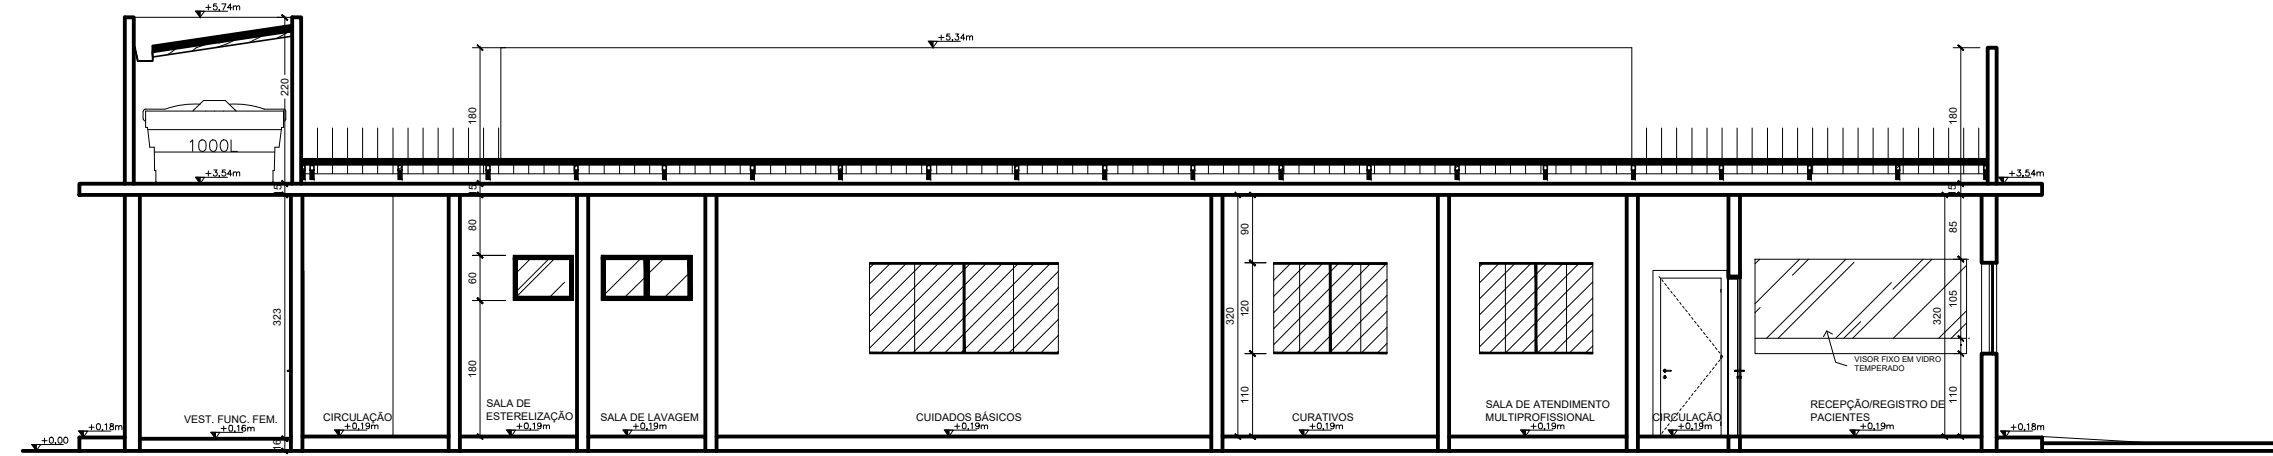 +5,74m
+5,34m
220
180
180
1000L
+3,54m
+3,54m
15
15
15
80
90
85
60
323
320
120
320
105
VISOR FIXO EM VIDRO
TEMPERADO
180
110
110
SALA DE
ESTERELIZAÇÃO
SALA DE ATENDIMENTO
MULTIPROFISSIONAL
RECEPÇÃO/REGISTRO DE
PACIENTES
VEST. FUNC. FEM.
CIRCULAÇÃO
SALA DE LAVAGEM
CUIDADOS BÁSICOS
CURATIVOS
CIRCULAÇÃO
+0,00
+0,18m
+0,16m
+0,19m
+0,19m
+0,19m
+0,19m
+0,19m
+0,19m
+0,19m
+0,19m
+0,18m
16